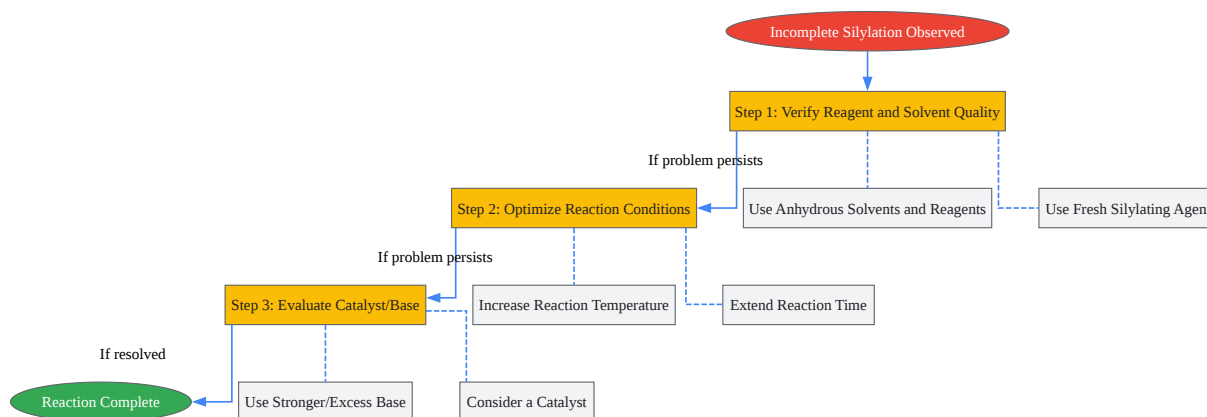 Incomplete Silylation Observed
Step 1: Verify Reagent and Solvent Quality
If problem persists
Step 2: Optimize Reaction Conditions
Use Anhydrous Solvents and Reagents
Use Fresh Silylating Agen
If problem persists
Step 3: Evaluate Catalyst/Base
Increase Reaction Temperature
Extend Reaction Time
If resolved
Reaction Complete
Use Stronger/Excess Base
Consider a Catalyst